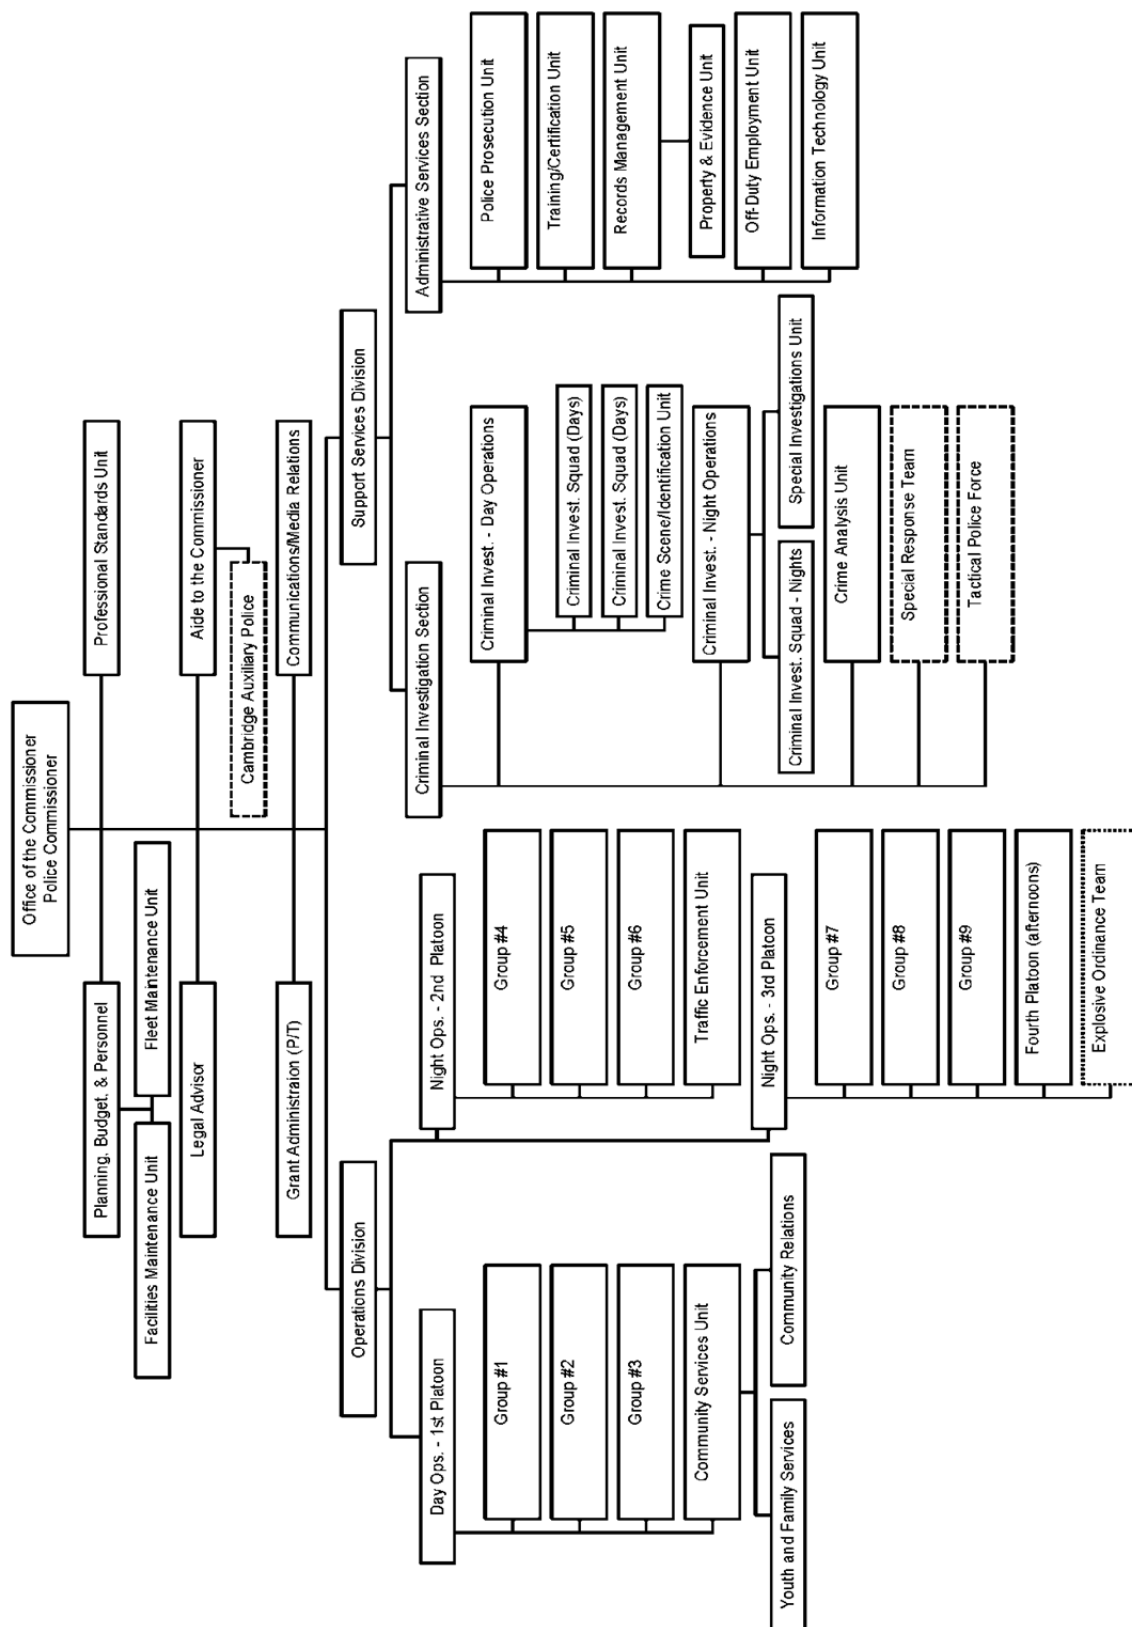 Office of the Commissioner
Police Commissioner
Planning, Budget, & Personnel
Professional Standards Unit
Facilities Maintenance Unit
Fleet Maintenance Unit
Legal Advisor
Aide to the Commissioner
Cambridge Auxiliary Police
Grant Administraion (P/T)
Communications/Media Relations
Operations Division
Support Services Division
Day Ops. - 1st Platoon
Group #1
Group #2
Group #3
Community Services Unit
Youth and Family Services
Community Relations
Night Ops. - 2nd Platoon
Group #4
Group #5
Group #6
Traffic Enforcement Unit
Night Ops. - 3rd Platoon
Group #7
Group #8
Group #9
Fourth Platoon (afternoons)
Explosive Ordinance Team
Criminal Investigation Section
Criminal Invest. - Day Operations
Criminal Invest. Squad (Days)
Criminal Invest. Squad (Days)
Crime Scene/Identification Unit
Criminal Invest. - Night Operations
Criminal Invest. Squad - Nights
Special Investigations Unit
Crime Analysis Unit
Special Response Team
Tactical Police Force
Administrative Services Section
Police Prosecution Unit
Training/Certification Unit
Records Management Unit
Property & Evidence Unit
Off-Duty Employment Unit
Information Technology Unit